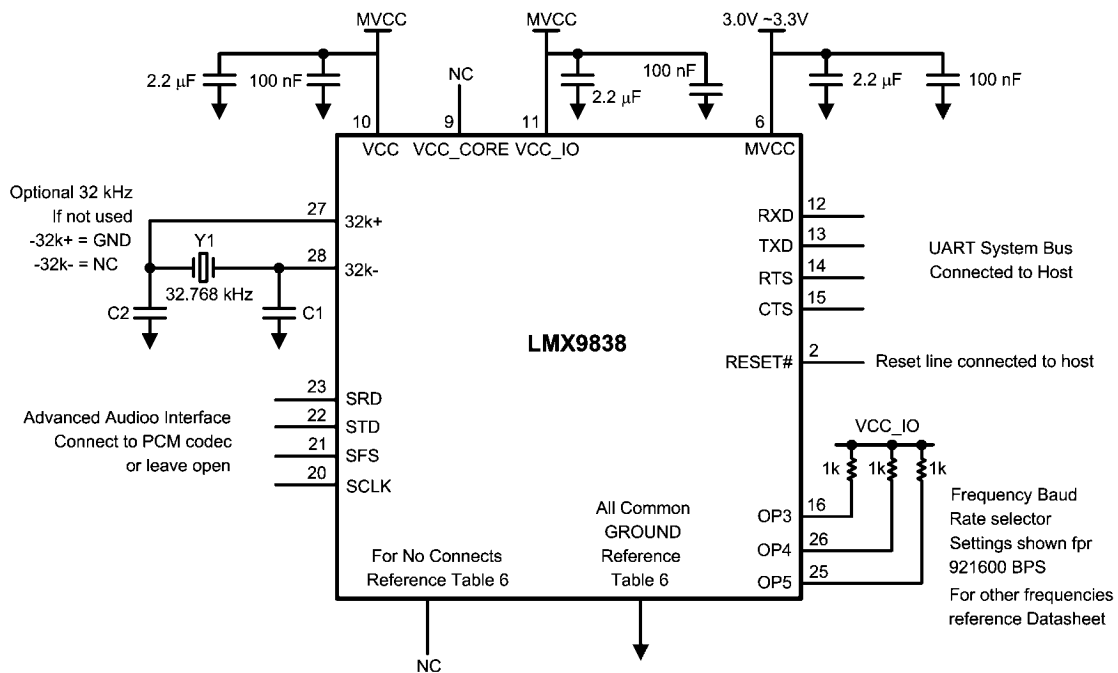 MVCC
MVCC
3.0V ~3.3V
2.2 µF
100 nF
NC
100 nF
2.2 µF
2.2 µF
100 nF
10
9
11
6
VCC
VCC_CORE
VCC_IO
MVCC
Optional 32 kHz
If not used
-32k+ = GND
-32k- = NC
27
32k+
Y1
28
32k-
32.768 kHz
C2
C1
RXD
12
TXD
13
RTS
14
CTS
15
UART System Bus
Connected to Host
LMX9838
RESET#
2
Reset line connected to host
Advanced Audioo Interface
Connect to PCM codec
or leave open
23
SRD
22
STD
21
SFS
20
SCLK
VCC_IO
1k
1k
1k
OP3
16
OP4
26
OP5
25
Frequency Baud
Rate selector
Settings shown fpr
921600 BPS
For other frequencies
reference Datasheet
For No Connects
Reference Table 6
All Common
GROUND
Reference
Table 6
NC